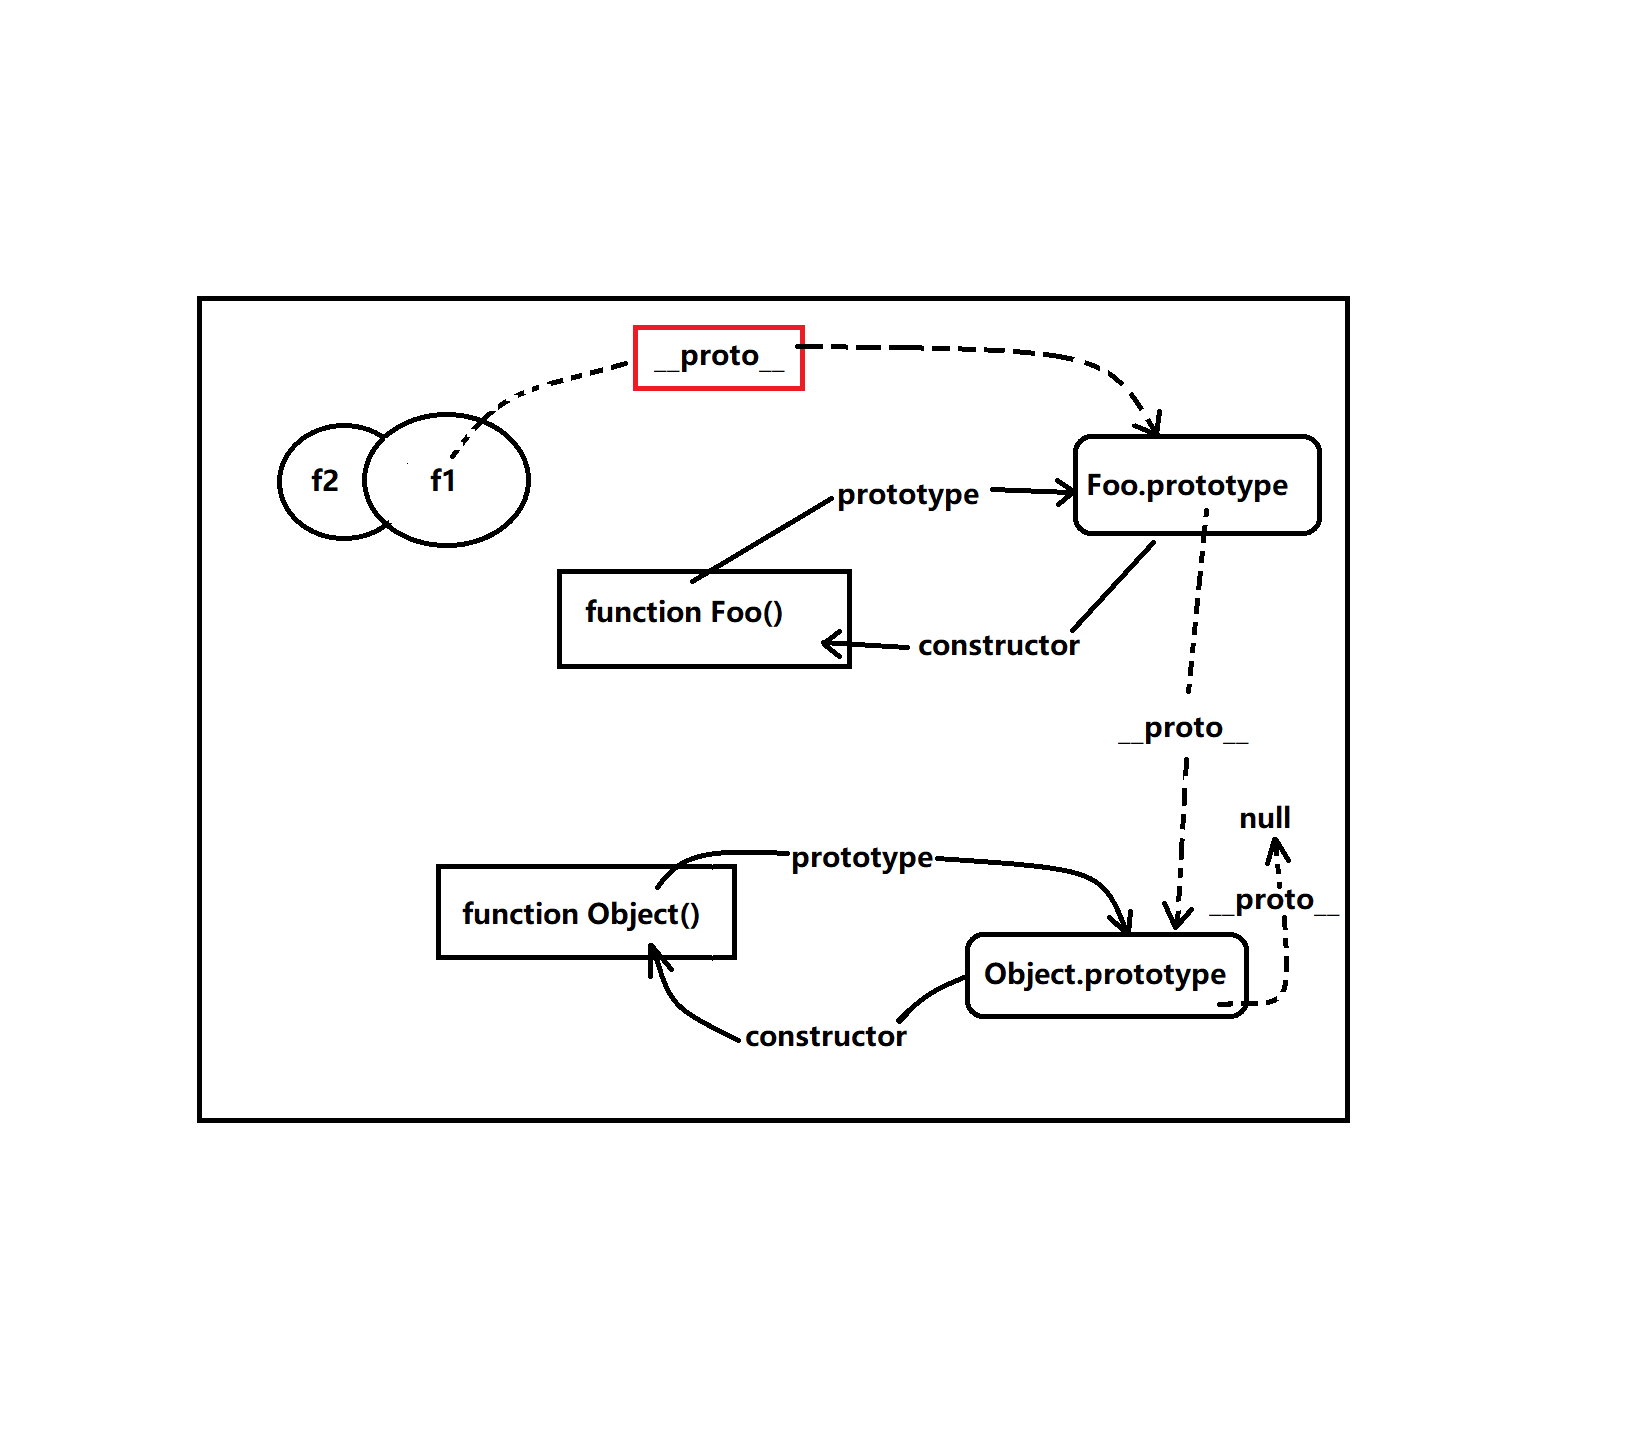 __proto__
f2
f1
prototype
Foo.prototype
function Foo()
constructor
__proto__
null
prototype
__proto__
function Object()
Object.prototype
constructor